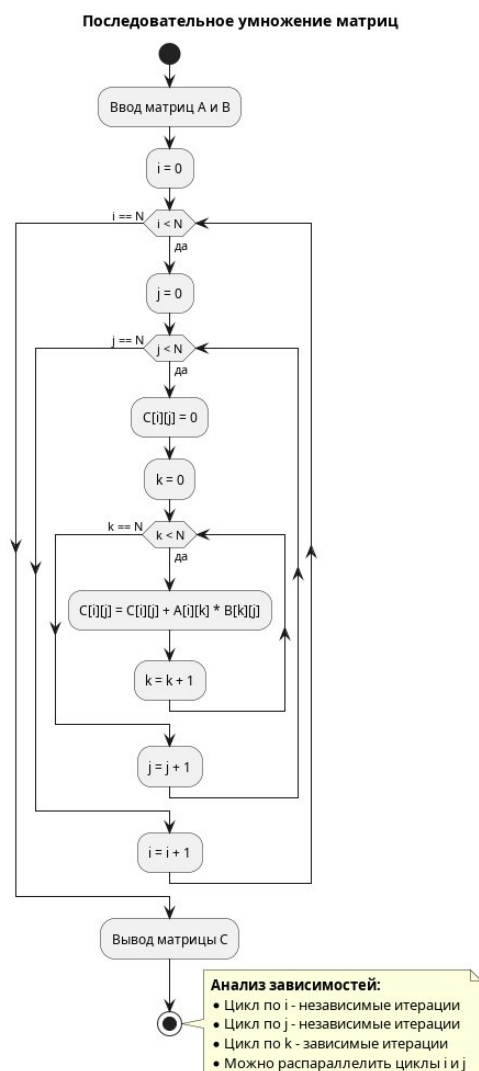 Последовательное умножение матриц
Ввод матриц A и B
i = 0
i == N
i < N
да
j = 0
j == N
j < N
да
C[i][j] = 0
k = 0
k == N
k < N
да
C[i][j] = C[i][j] + A[i][k] * B[k][j]
k = k + 1
j = j + 1
i = i + 1
Вывод матрицы C
Анализ зависимостей:
• Цикл по i - независимые итерации
• Цикл по j - независимые итерации
• Цикл по k - зависимые итерации
• Можно распараллелить циклы i и j